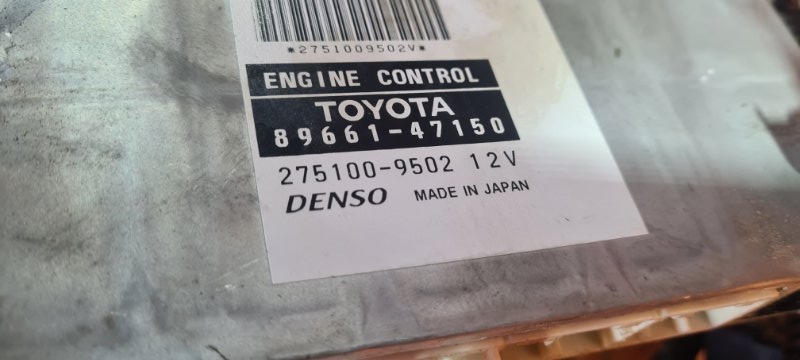 *2751009502V*
ENGINE CONTROL
TOYOTA
89661-47150
275100-9502 12V
DENSO MADE IN JAPAN